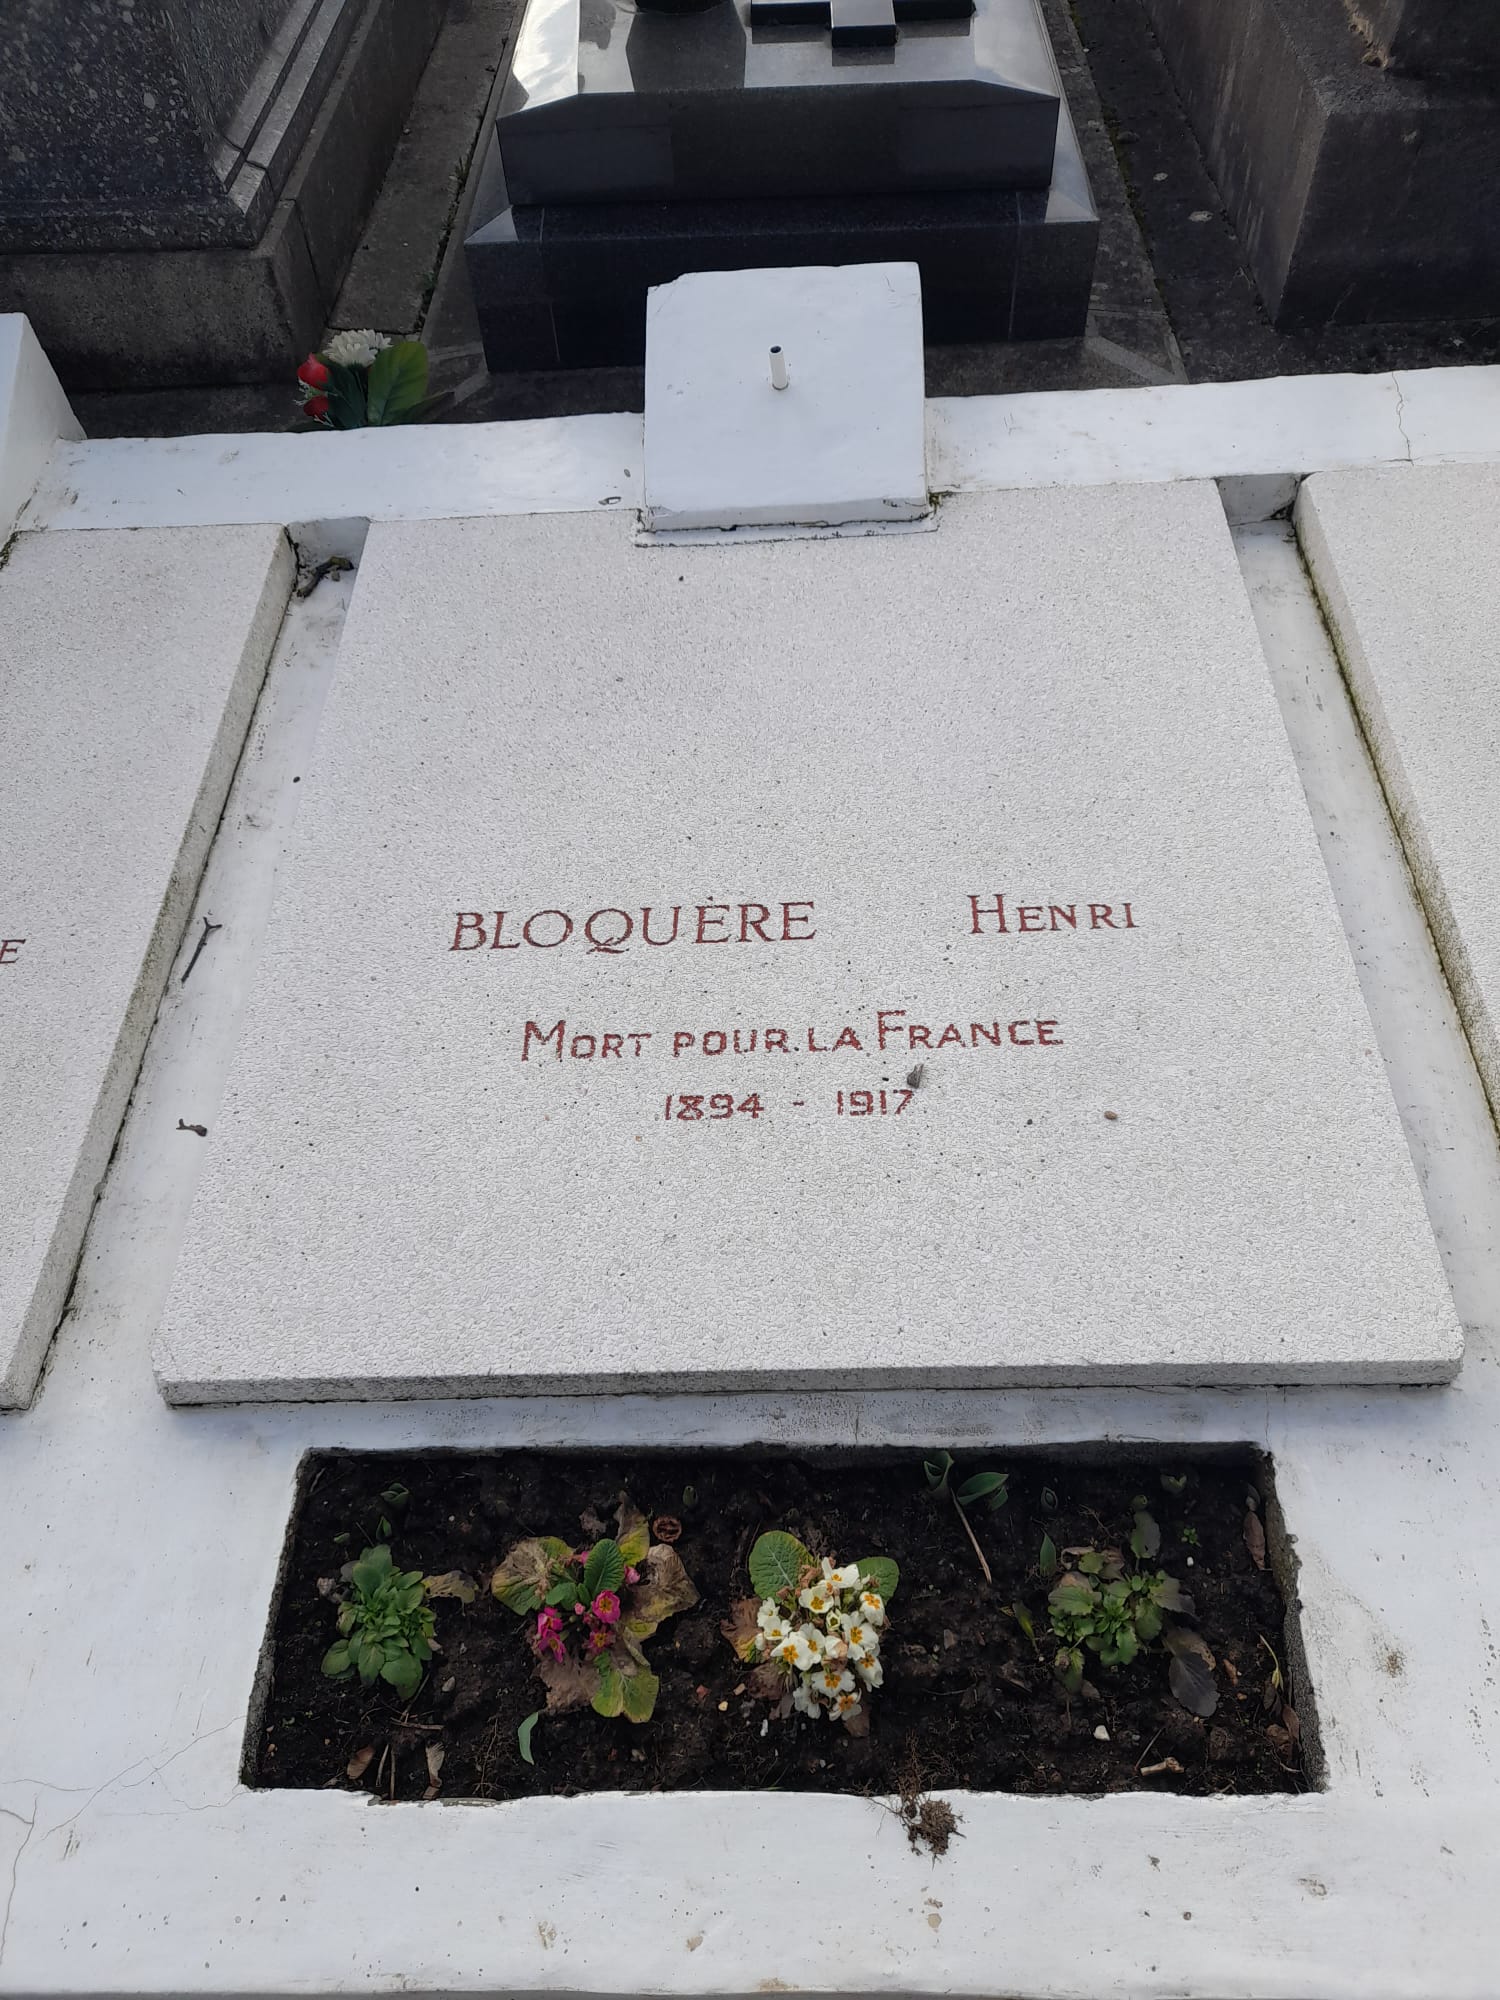 BLOQUÈRE HENRI
MORT POUR LA FRANCE
1894 - 1917